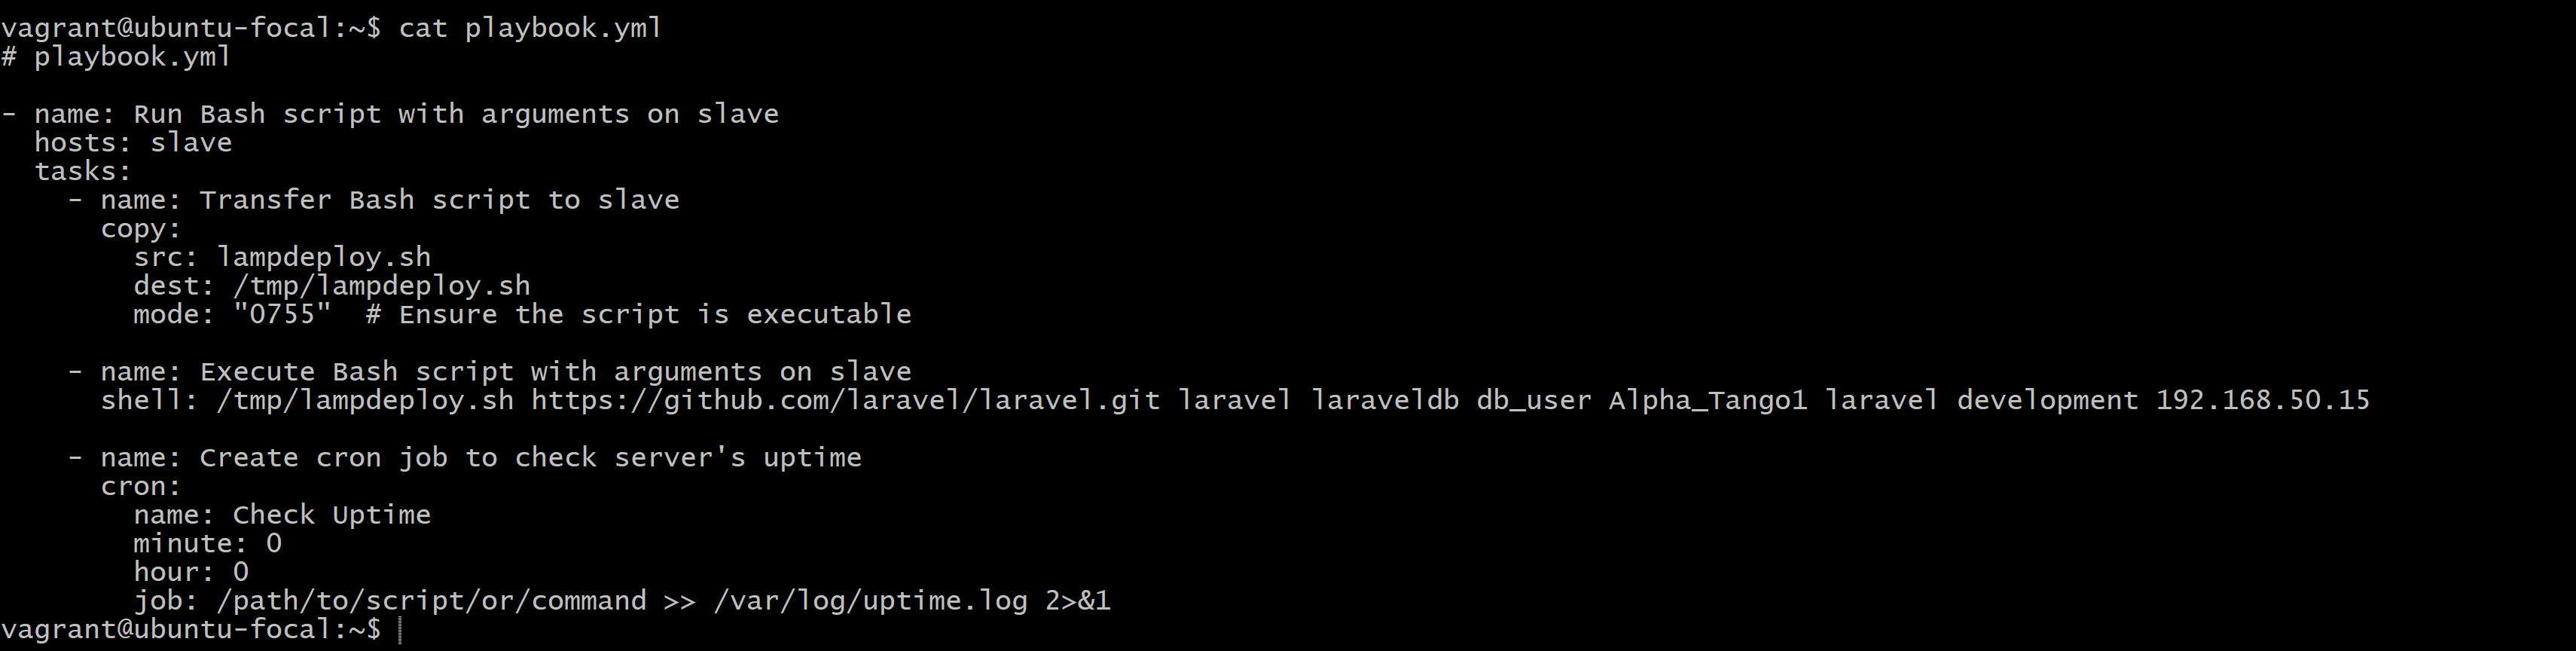 vagrant@ubuntu-focal:~$ cat playbook.yml
# playbook.yml

- name: Run Bash script with arguments on slave
  hosts: slave
  tasks:
    - name: Transfer Bash script to slave
      copy:
        src: lampdeploy.sh
        dest: /tmp/lampdeploy.sh
        mode: "0755"  # Ensure the script is executable

    - name: Execute Bash script with arguments on slave
      shell: /tmp/lampdeploy.sh https://github.com/laravel/laravel.git laravel laraveldb db_user Alpha_Tango1 laravel development 192.168.50.15

    - name: Create cron job to check server's uptime
      cron:
        name: Check Uptime
        minute: 0
        hour: 0
        job: /path/to/script/or/command >> /var/log/uptime.log 2>&1
vagrant@ubuntu-focal:~$